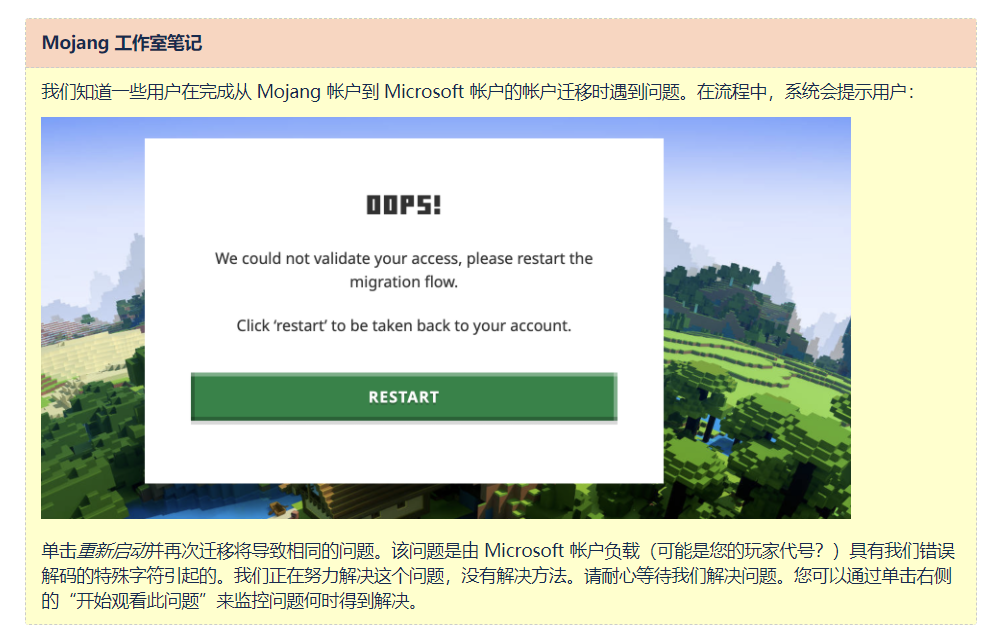 Mojang 工作室笔记
我们知道一些用户在完成从 Mojang 帐户到 Microsoft 帐户的帐户迁移时遇到问题。在流程中，系统会提示用户：
OOPS!
We could not validate your access, please restart the
migration flow.
Click ‘restart’ to be taken back to your account.
RESTART
单击重新启动并再次迁移将导致相同的问题。该问题是由 Microsoft 帐户负载（可能是您的玩家代号？）具有我们错误
解码的特殊字符引起的。我们正在努力解决这个问题，没有解决方法。请耐心等待我们解决问题。您可以通过单击右侧
的“开始观看此问题”来监控问题何时得到解决。